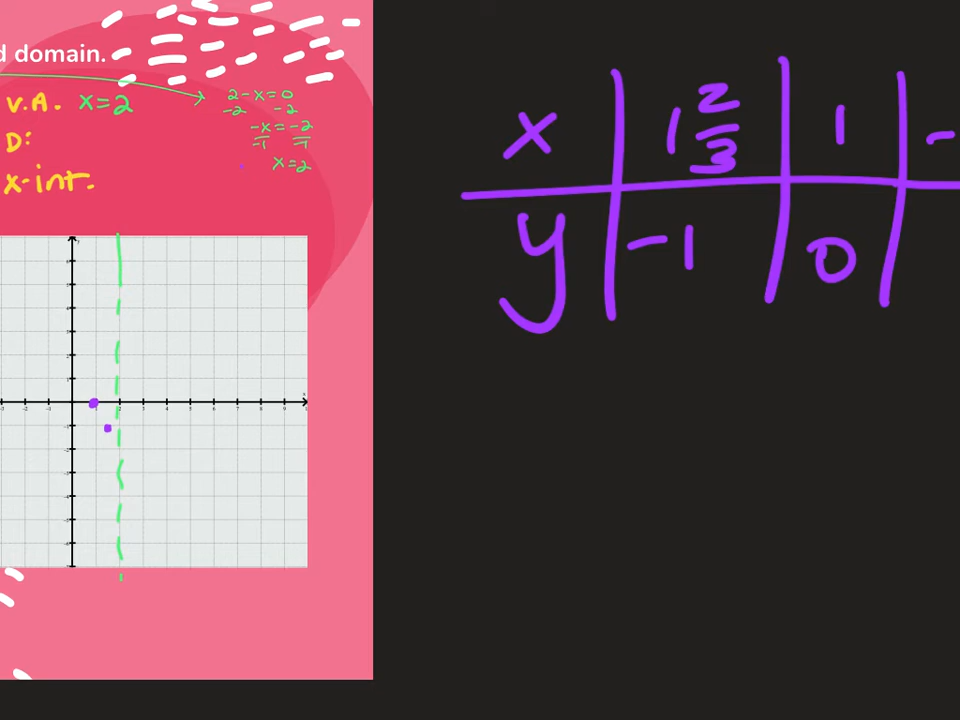 d domain.
V.A. x=2
D:
x-int.
2-x=0
-2 -2
-x=-2
-1 -1
x=2
x | 1 2/3 | 1 | -
y | -1 | 0 |